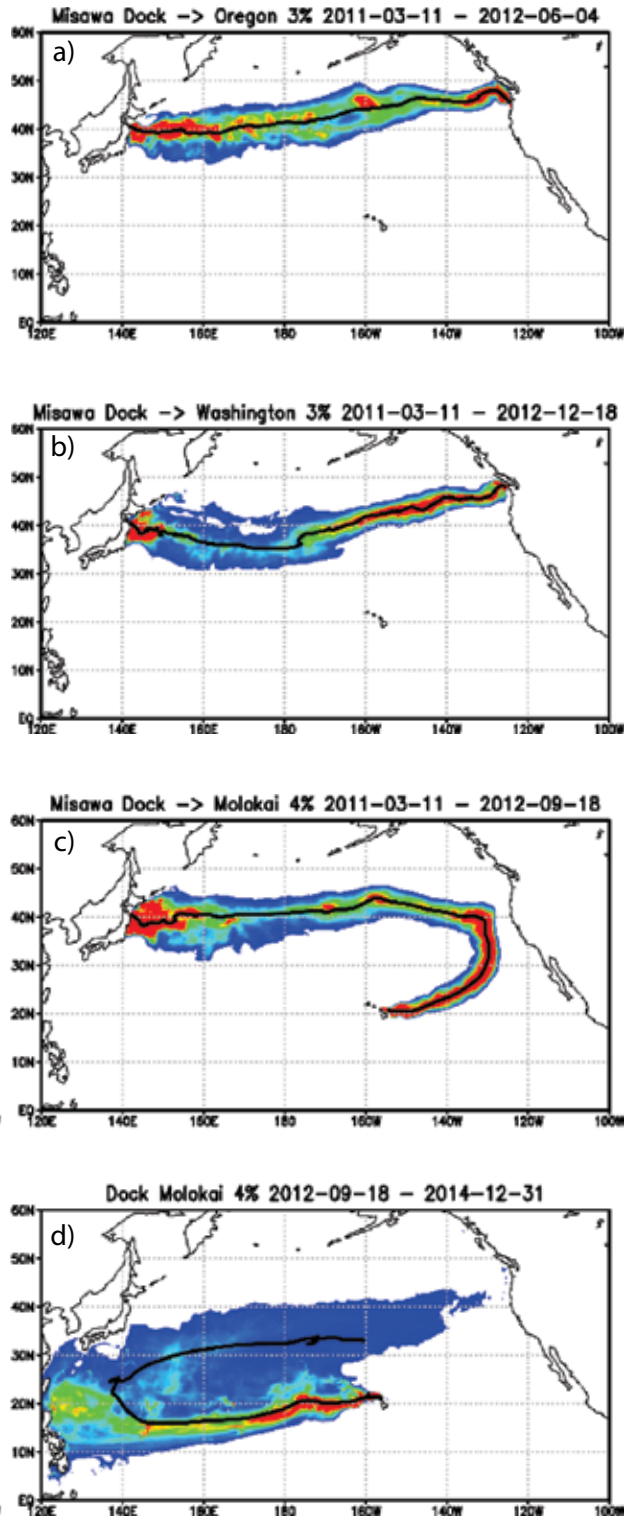 Misawa Dock -> Oregon 3% 2011-03-11 - 2012-06-04
a)
60N
50N
40N
30N
20N
10N
EQ
120E 140E 160E 180 160W 140W 120W 100W
Misawa Dock -> Washington 3% 2011-03-11 - 2012-12-18
b)
60N
50N
40N
30N
20N
10N
EQ
120E 140E 160E 180 160W 140W 120W 100W
Misawa Dock -> Molokai 4% 2011-03-11 - 2012-09-18
c)
60N
50N
40N
30N
20N
10N
EQ
120E 140E 160E 180 160W 140W 120W 100W
Dock Molokai 4% 2012-09-18 - 2014-12-31
d)
60N
50N
40N
30N
20N
10N
EQ
120E 140E 160E 180 160W 140W 120W 100W